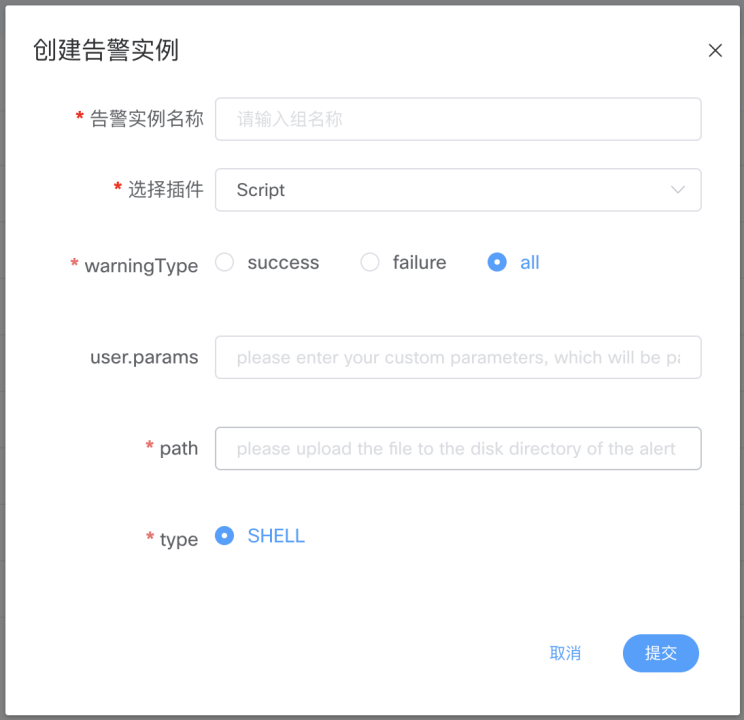 创建告警实例
* 告警实例名称 请输入组名称
* 选择插件 Script
* warningType success failure all
user.params please enter your custom parameters, which will be pa
* path please upload the file to the disk directory of the alert
* type SHELL
取消 提交